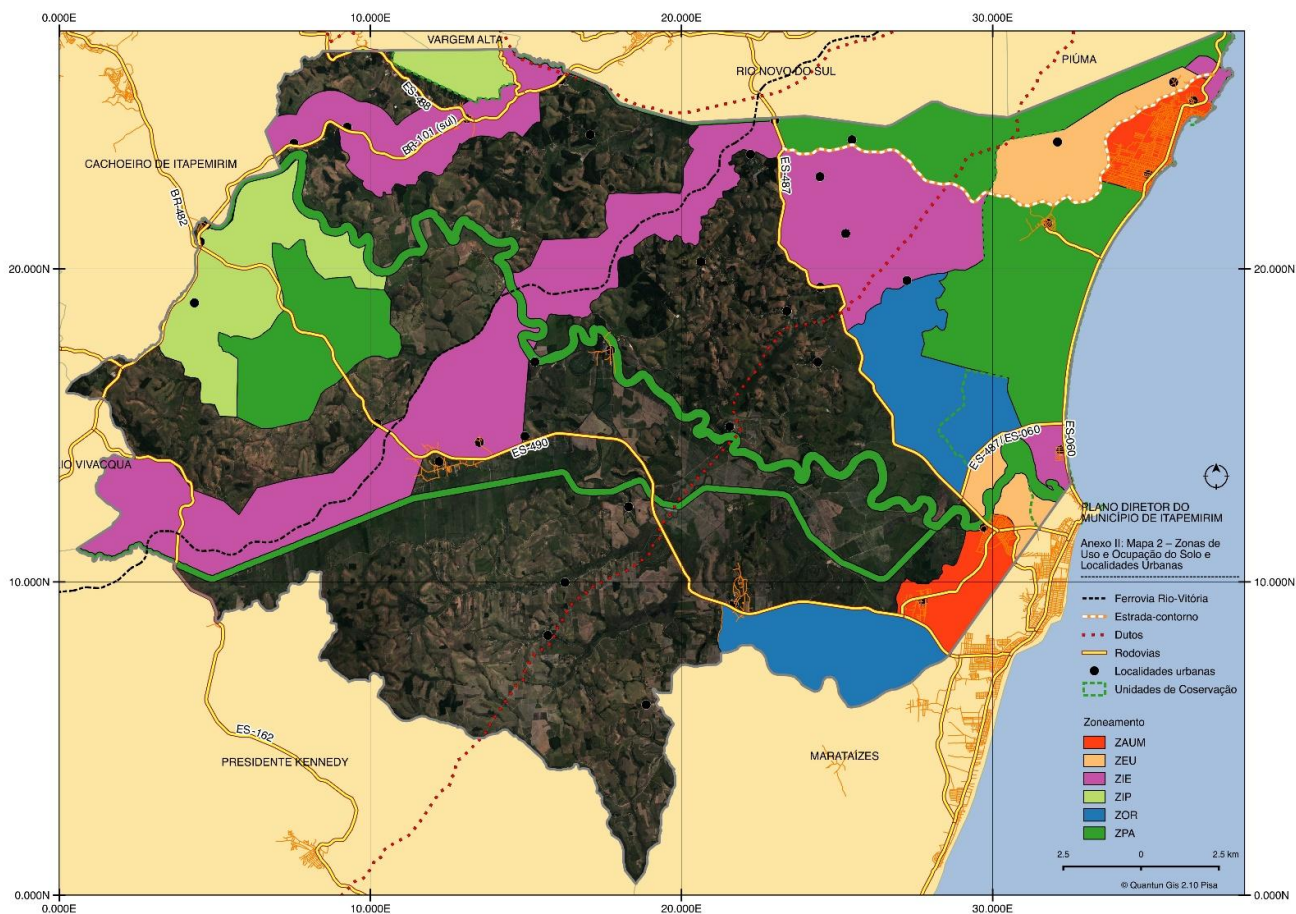 0.000E
10.000E
20.000E
30.000E
VARGEM ALTA
RIO NOVO DO SUL
PIÚMA
ES-488
BR-101 (sul)
CACHOEIRO DE ITAPEMIRIM
BR-482
ES-487
20.000N
20.000N
ES-487/ES-060
ES-060
ES-490
IO VIVACQUA
PLANO DIRETOR DO
MUNICÍPIO DE ITAPEMIRIM
Anexo II: Mapa 2 – Zonas de
Uso e Ocupação do Solo e
Localidades Urbanas
10.000N
10.000N
Ferrovia Rio-Vitória
Estrada-contorno
Dutos
Rodovias
Localidades urbanas
Unidades de Coservação
ES-162
PRESIDENTE KENNEDY
MARATAÍZES
Zoneamento
ZAUM
ZEU
ZIE
ZIP
ZOR
ZPA
2.5 0 2.5 km
© Quantun Gis 2.10 Pisa
0.000N
0.000N
0.000E
10.000E
20.000E
30.000E